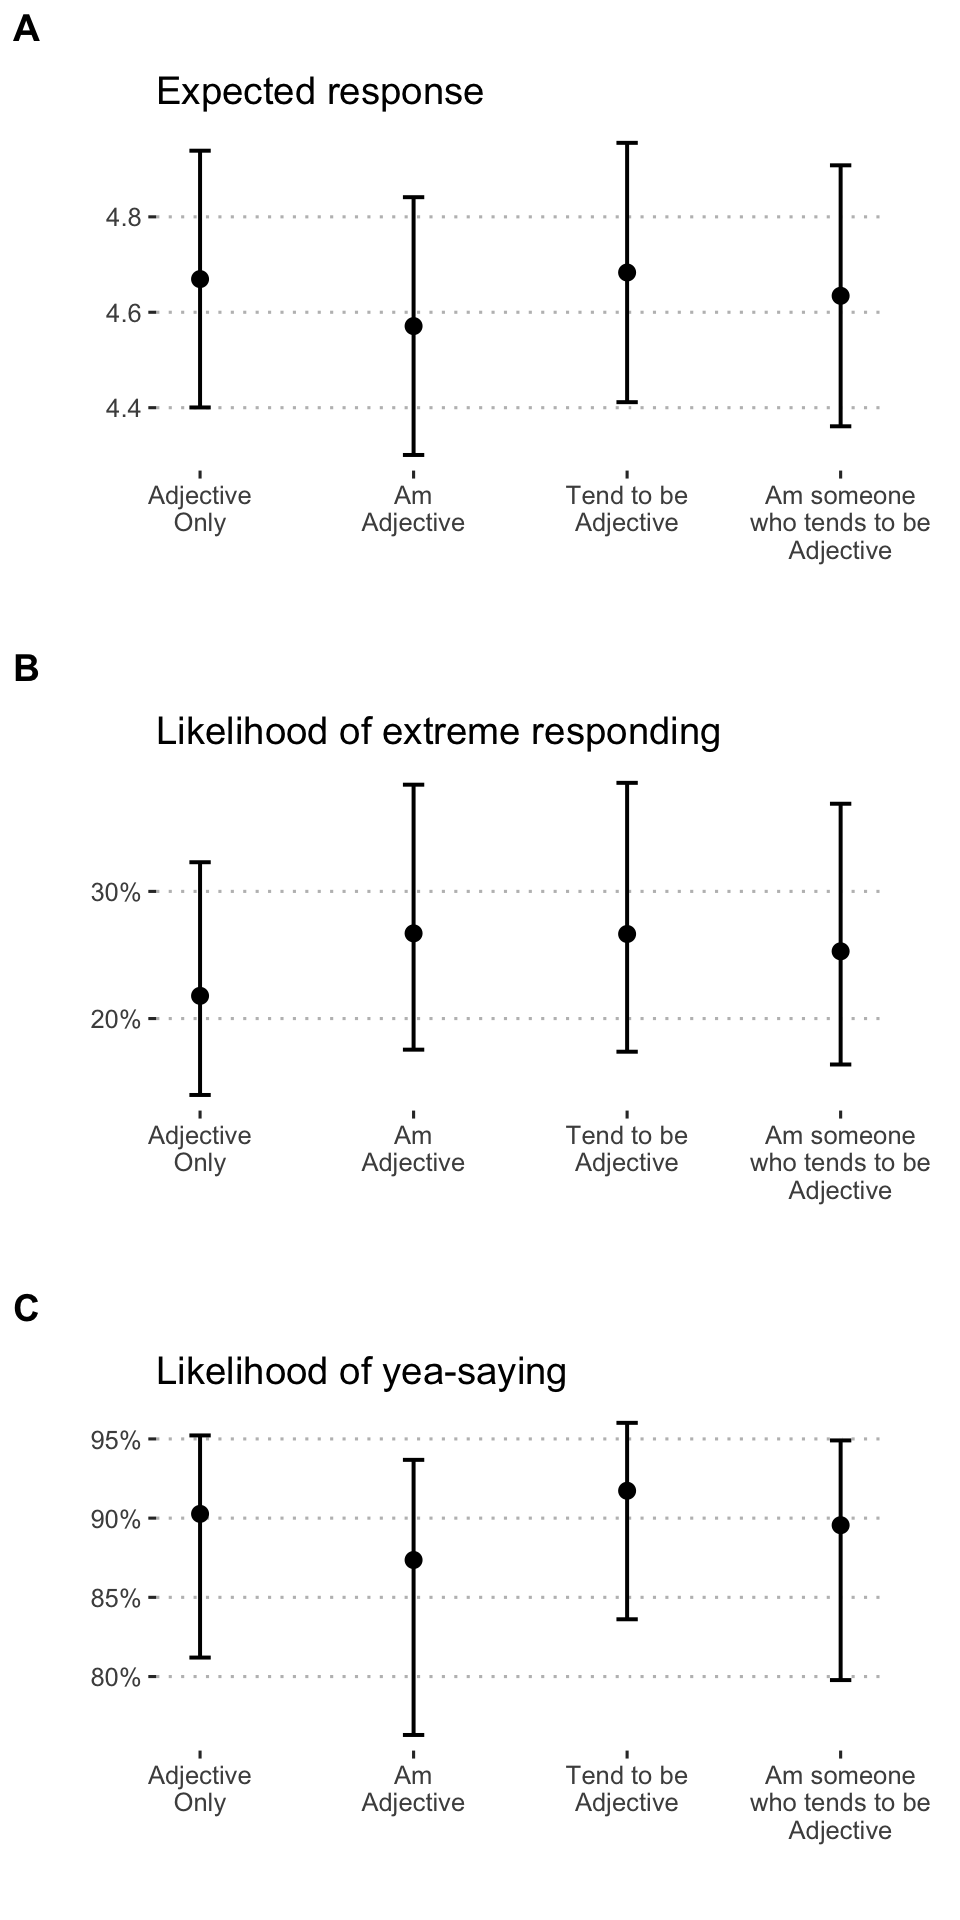 A
Expected response
4.8
4.6
4.4
Adjective
Only
Am
Adjective
Tend to be
Adjective
Am someone
who tends to be
Adjective
B
Likelihood of extreme responding
30%
20%
Adjective
Only
Am
Adjective
Tend to be
Adjective
Am someone
who tends to be
Adjective
C
Likelihood of yea-saying
95%
90%
85%
80%
Adjective
Only
Am
Adjective
Tend to be
Adjective
Am someone
who tends to be
Adjective